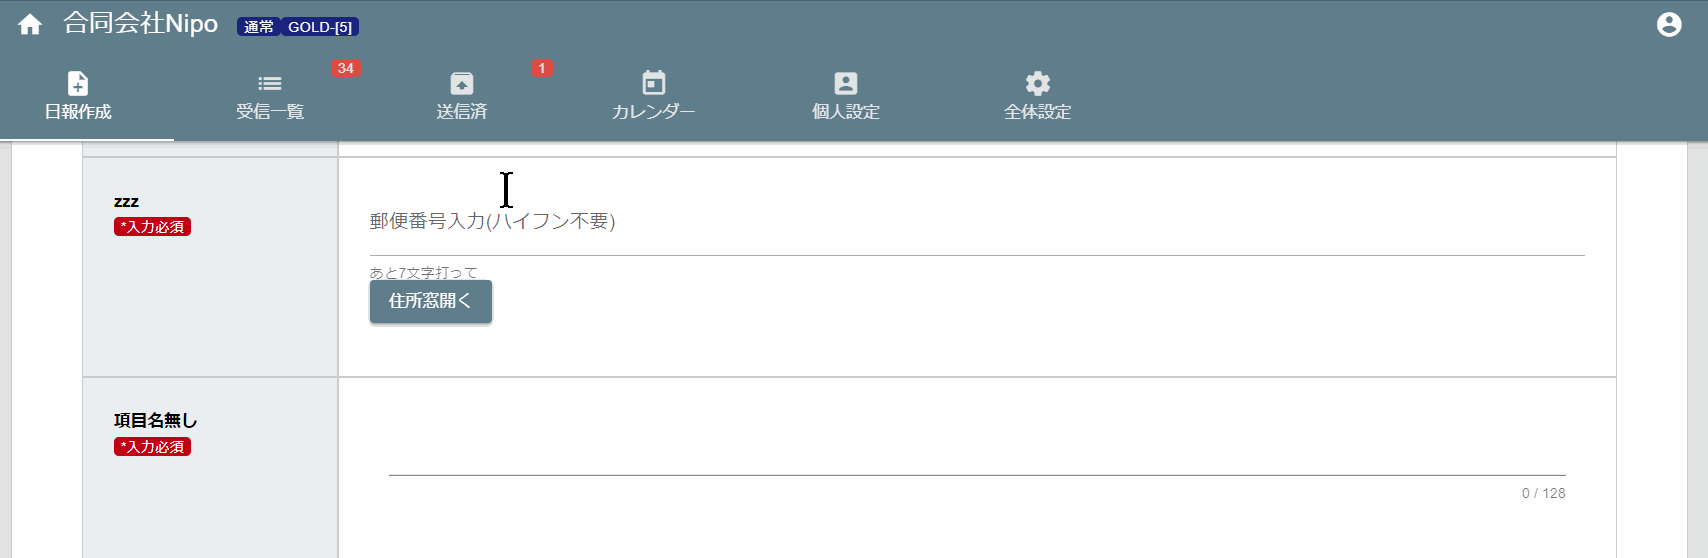 合同会社Nipo 通常 GOLD-[5]
34 1
日報作成 受信一覧 送信済 カレンダー 個人設定 全体設定
zzz
*入力必須
郵便番号入力(ハイフン不要)
あと7文字打って
住所窓開く
項目名無し
*入力必須
0 / 128